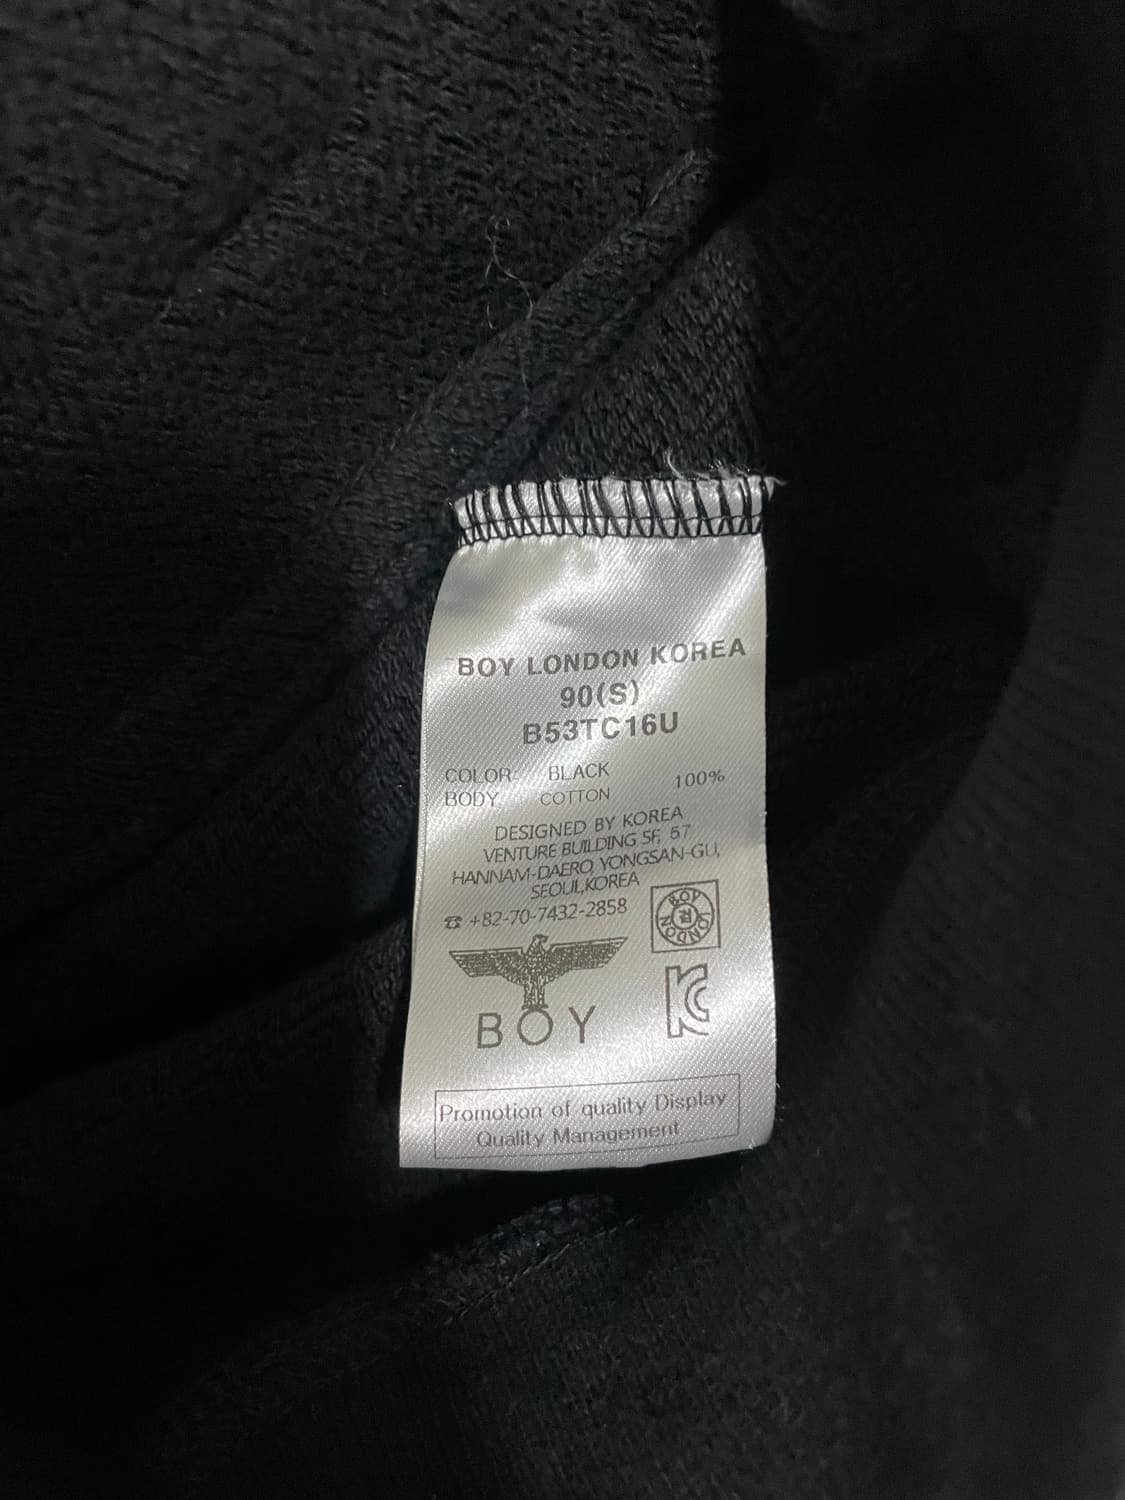 BOY LONDON KOREA
90(S)
B53TC16U
COLOR: BLACK 100%
BODY COTTON
DESIGNED BY KOREA
VENTURE BUILDING 5F, 57
HANNAM-DAERO, YONGSAN-GU,
SEOUL,KOREA
☎ +82-70-7432-2858
BOY LONDON
R
BOY
KC
Promotion of quality Display
Quality Management